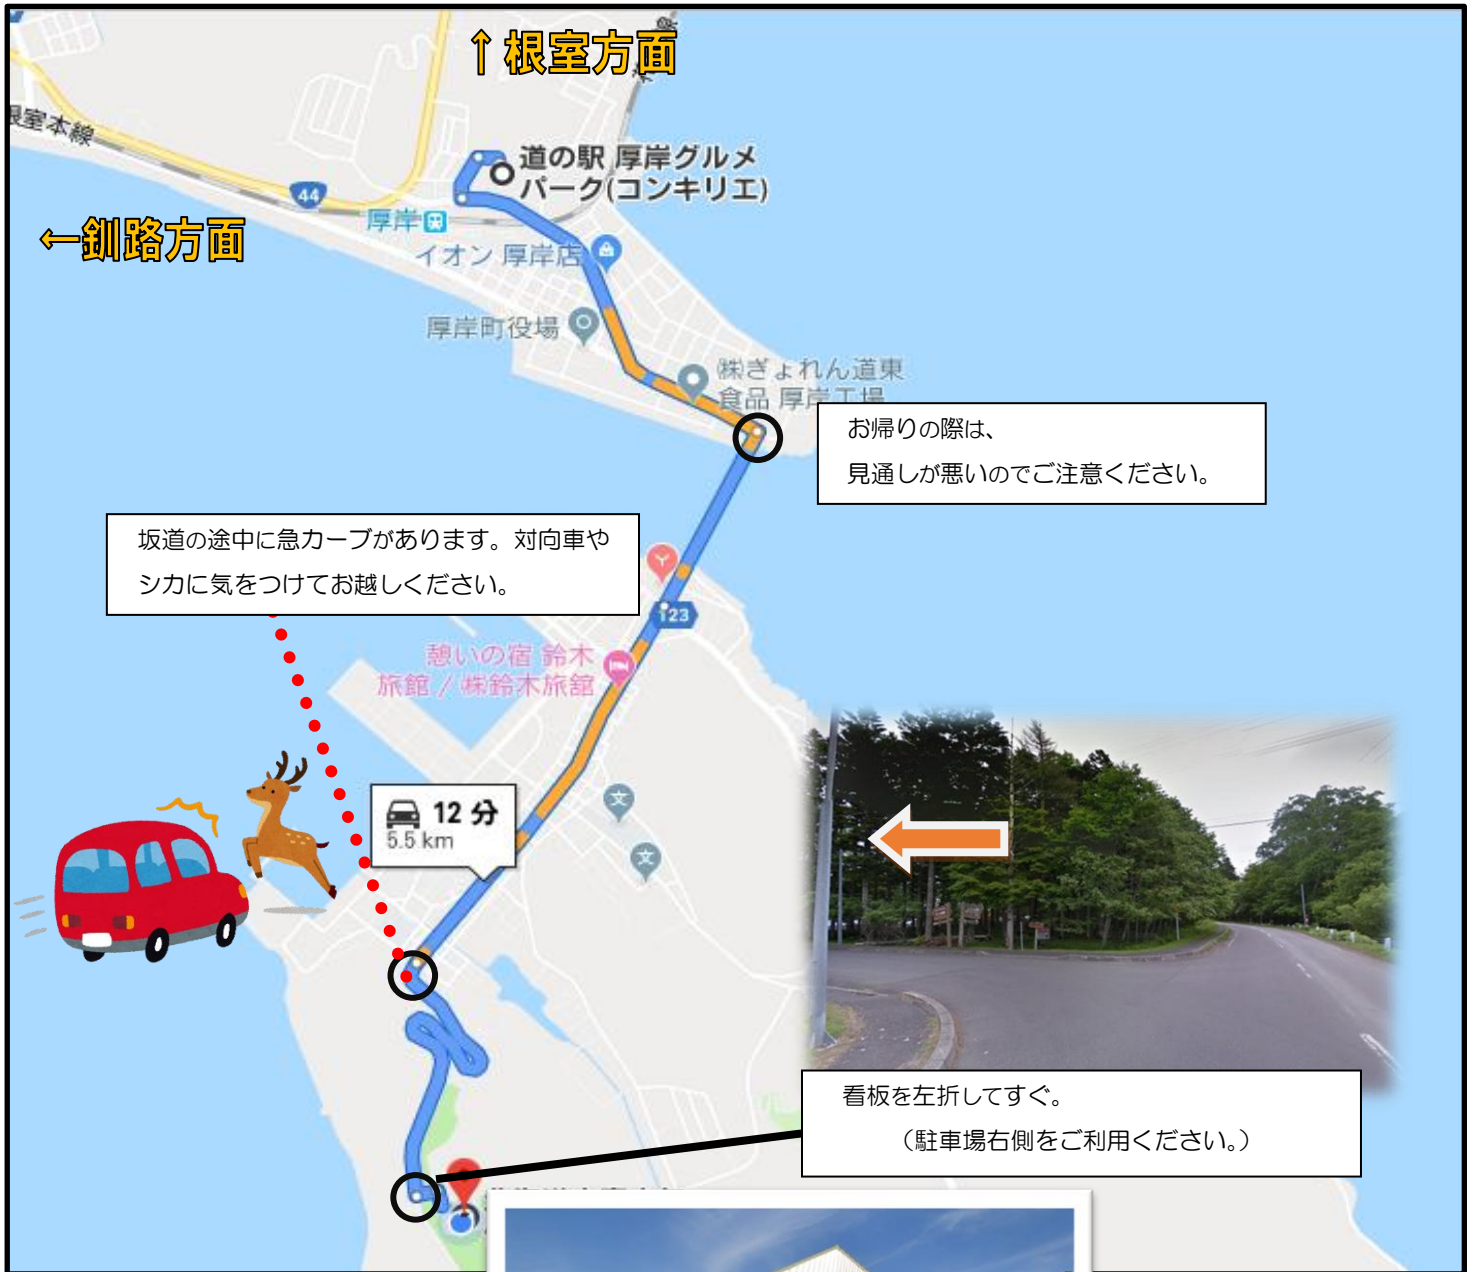 ↑根室方面
根室本線
道の駅 厚岸グルメ
パーク(コンキリエ)
44
厚岸
←釧路方面
イオン 厚岸店
厚岸町役場
㈱ぎょれん道東
食品 厚岸工場
お帰りの際は、
見通しが悪いのでご注意ください。
坂道の途中に急カーブがあります。対向車や
シカに気をつけてお越しください。
123
憩いの宿 鈴木
旅館 / ㈱鈴木旅舘
文
12 分
5.5 km
文
看板を左折してすぐ。
（駐車場右側をご利用ください。）